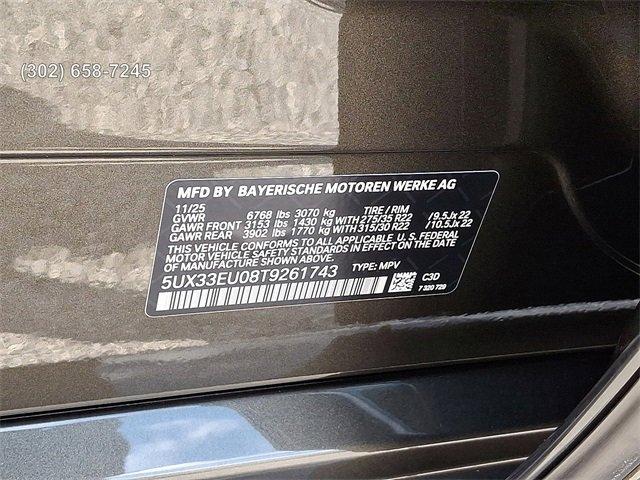 (302) 658-7245
MFD BY BAYERISCHE MOTOREN WERKE AG
11/25 TIRE / RIM
GVWR 6768 lbs 3070 kg
GAWR FRONT 3153 lbs 1430 kg WITH 275/35 R22 /9.5Jx22
GAWR REAR 3902 lbs 1770 kg WITH 315/30 R22 /10.5Jx22
THIS VEHICLE CONFORMS TO ALL APPLICABLE U.S. FEDERAL
MOTOR VEHICLE SAFETY STANDARDS IN EFFECT ON THE DATE
OF MANUFACTURE SHOWN ABOVE.
5UX33EU08T9261743 TYPE: MPV C3D
7 320 729